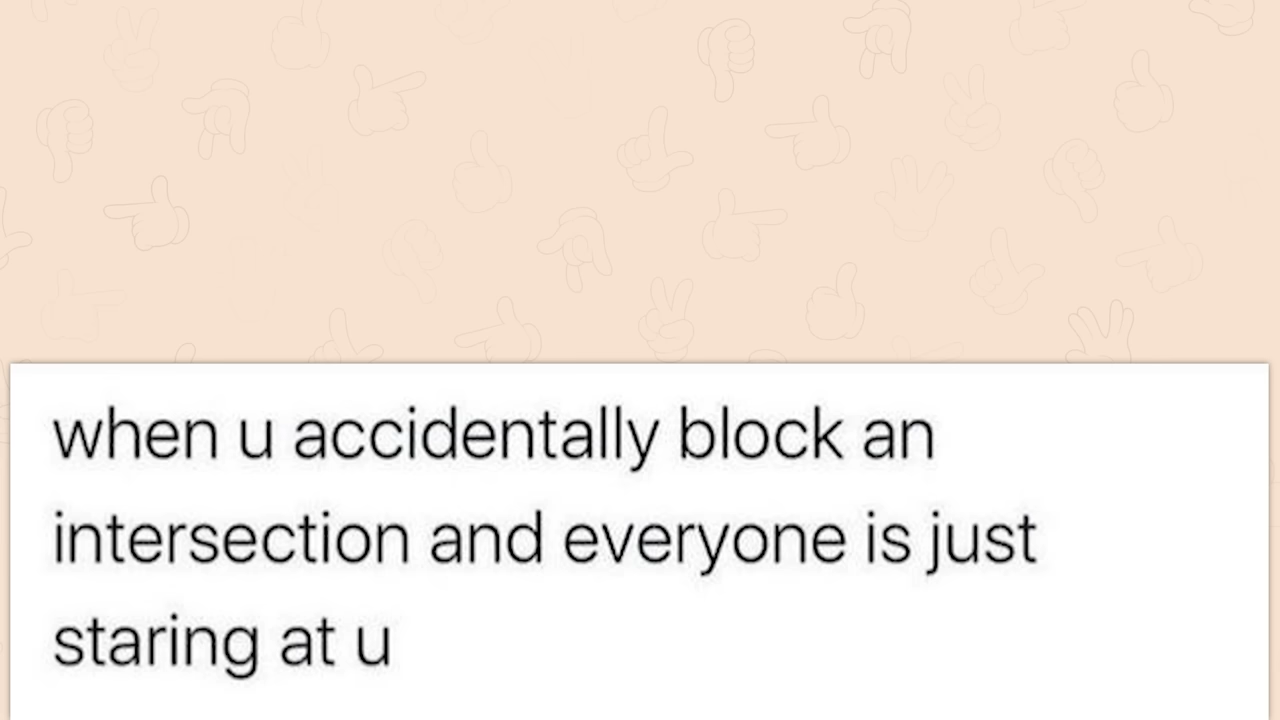 when u accidentally block an
intersection and everyone is just
staring at u